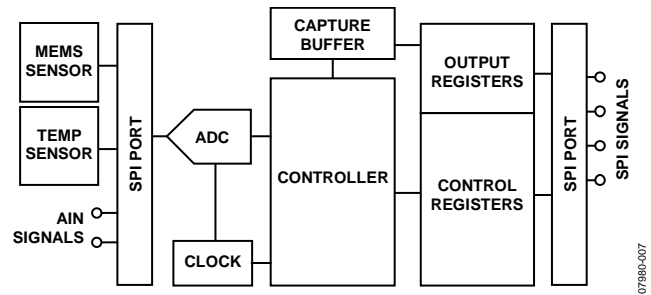 MEMS
SENSOR
TEMP
SENSOR
AIN
SIGNALS
SPI PORT
ADC
CLOCK
CAPTURE
BUFFER
CONTROLLER
OUTPUT
REGISTERS
CONTROL
REGISTERS
SPI PORT
SPI SIGNALS
07980-007